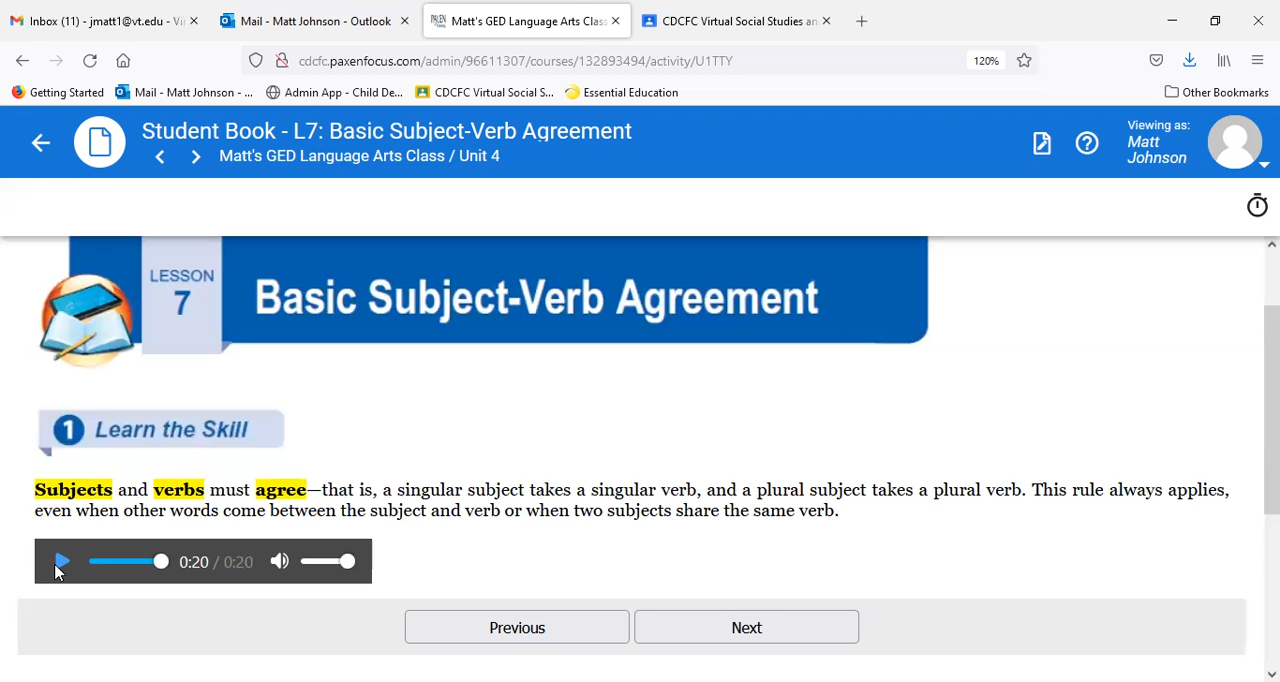 Inbox (11) - jmatt1@vt.edu - Vi
Mail - Matt Johnson - Outlook
PAXEN
Matt's GED Language Arts Clas
CDCFC Virtual Social Studies an
cdcfc.paxenfocus.com/admin/96611307/courses/132893494/activity/U1TTY
120%
Getting Started
Mail - Matt Johnson - ...
Admin App - Child De...
CDCFC Virtual Social S...
Essential Education
Other Bookmarks
Student Book - L7: Basic Subject-Verb Agreement
Matt's GED Language Arts Class / Unit 4
Viewing as:
Matt
Johnson
LESSON
7
Basic Subject-Verb Agreement
1 Learn the Skill
Subjects and verbs must agree—that is, a singular subject takes a singular verb, and a plural subject takes a plural verb. This rule always applies,
even when other words come between the subject and verb or when two subjects share the same verb.
0:20 / 0:20
Previous
Next